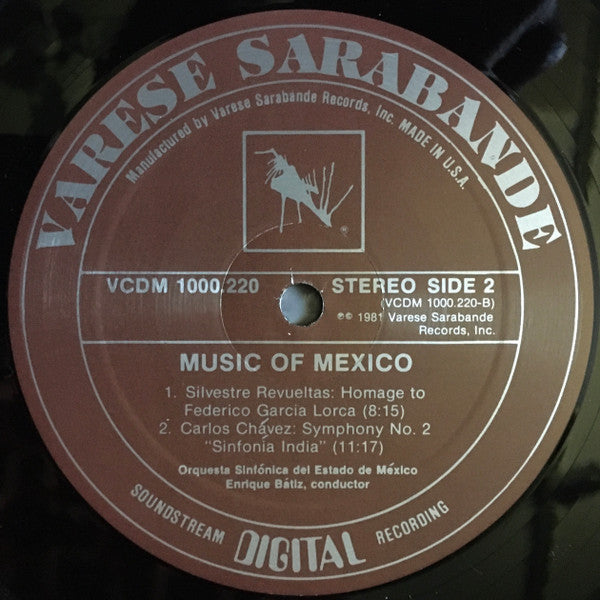 VARESE SARABANDE
Manufactured by Varese Sarabande Records, Inc. MADE IN U.S.A.
®
VCDM 1000.220 STEREO SIDE 2
(VCDM 1000.220-B)
℗ © 1981 Varese Sarabande
Records, Inc.
MUSIC OF MEXICO
1. Silvestre Revueltas: Homage to
Federico Garcia Lorca (8:15)
2. Carlos Chávez: Symphony No. 2
"Sinfonia India" (11:17)
Orquesta Sinfónica del Estado de México
Enrique Bátiz, conductor
SOUNDSTREAM DIGITAL RECORDING